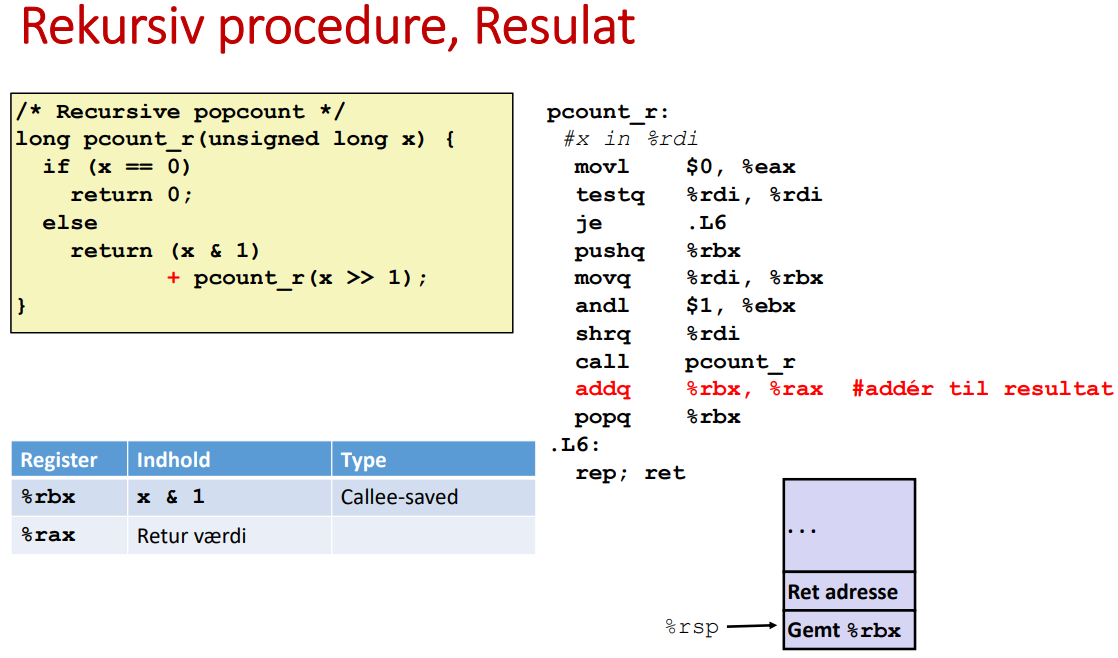 Rekursiv procedure, Resulat
/* Recursive popcount */
long pcount_r(unsigned long x) {
  if (x == 0)
    return 0;
  else
    return (x & 1)
           + pcount_r(x >> 1);
}
pcount_r:
 #x in %rdi
  movl    $0, %eax
  testq   %rdi, %rdi
  je      .L6
  pushq   %rbx
  movq    %rdi, %rbx
  andl    $1, %ebx
  shrq    %rdi
  call    pcount_r
  addq    %rbx, %rax  #addér til resultat
  popq    %rbx
.L6:
  rep; ret
Register Indhold Type
%rbx x & 1 Callee-saved
%rax Retur værdi
...
Ret adresse
%rsp Gemt %rbx